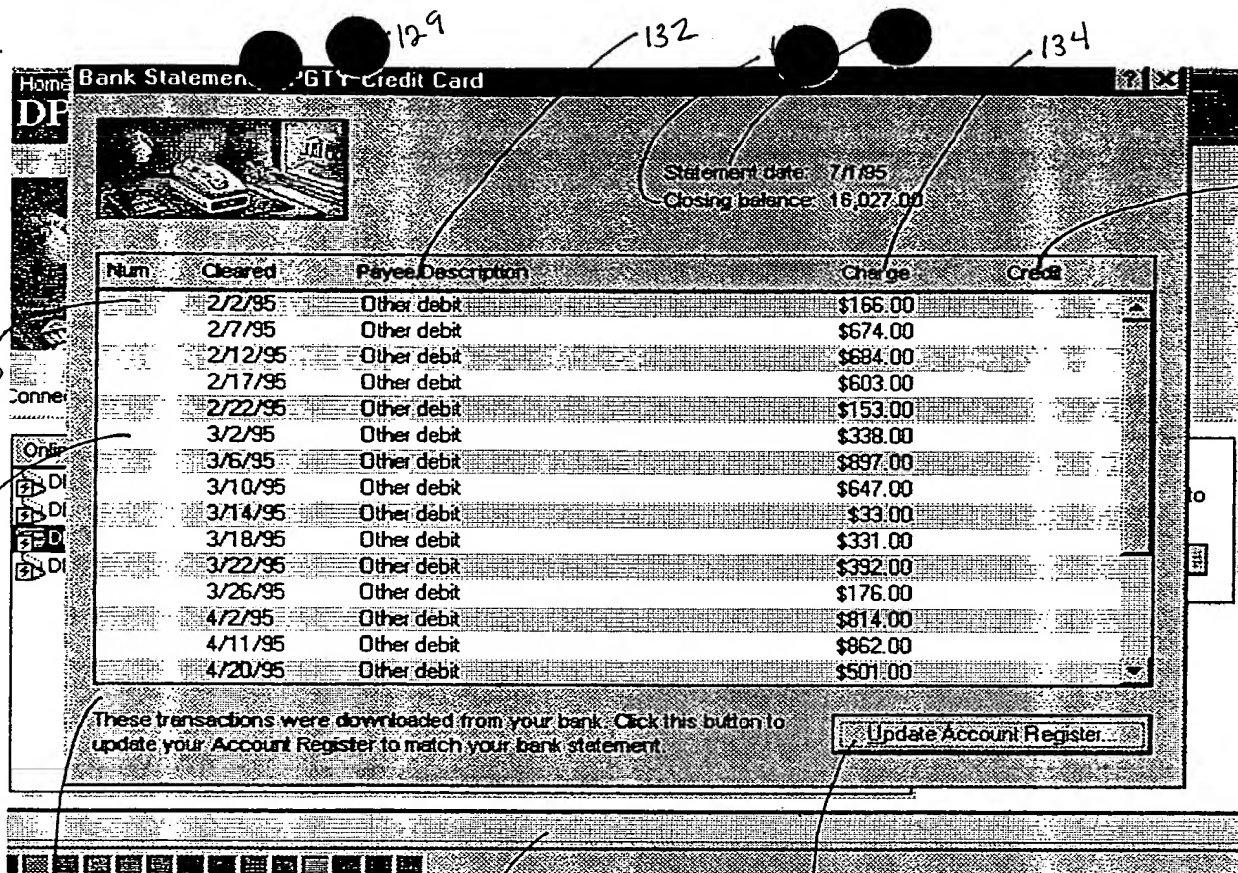 129
132
134
Home
Bank Statemen PGTY Credit Card
DP
Statement date: 7/1/95
Closing balance: 16,027.00
Num Cleared Payee/Description Charge Credit
2/2/95 Other debit $166.00
2/7/95 Other debit $674.00
2/12/95 Other debit $684.00
2/17/95 Other debit $603.00
2/22/95 Other debit $153.00
3/2/95 Other debit $338.00
3/6/95 Other debit $897.00
3/10/95 Other debit $647.00
3/14/95 Other debit $33.00
3/18/95 Other debit $331.00
3/22/95 Other debit $392.00
3/26/95 Other debit $176.00
4/2/95 Other debit $814.00
4/11/95 Other debit $862.00
4/20/95 Other debit $501.00
Connec
Onlin
DI
DI
D
DI
to
These transactions were downloaded from your bank. Click this button to
update your Account Register to match your bank statement.
Update Account Register...